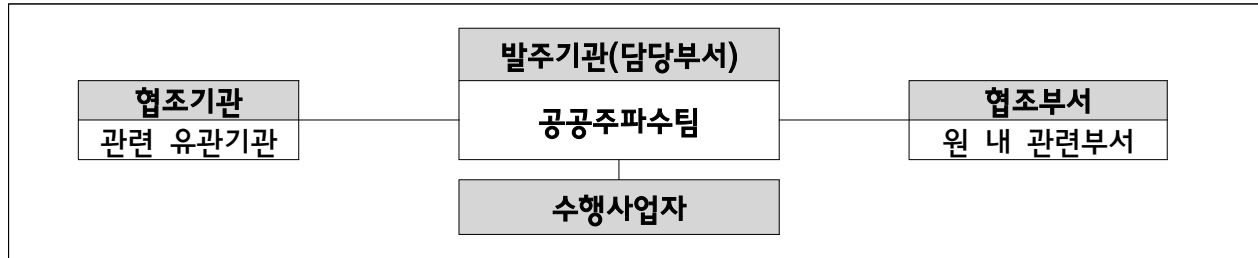 발주기관(담당부서)
공공주파수팀
협조기관
관련 유관기관
협조부서
원 내 관련부서
수행사업자